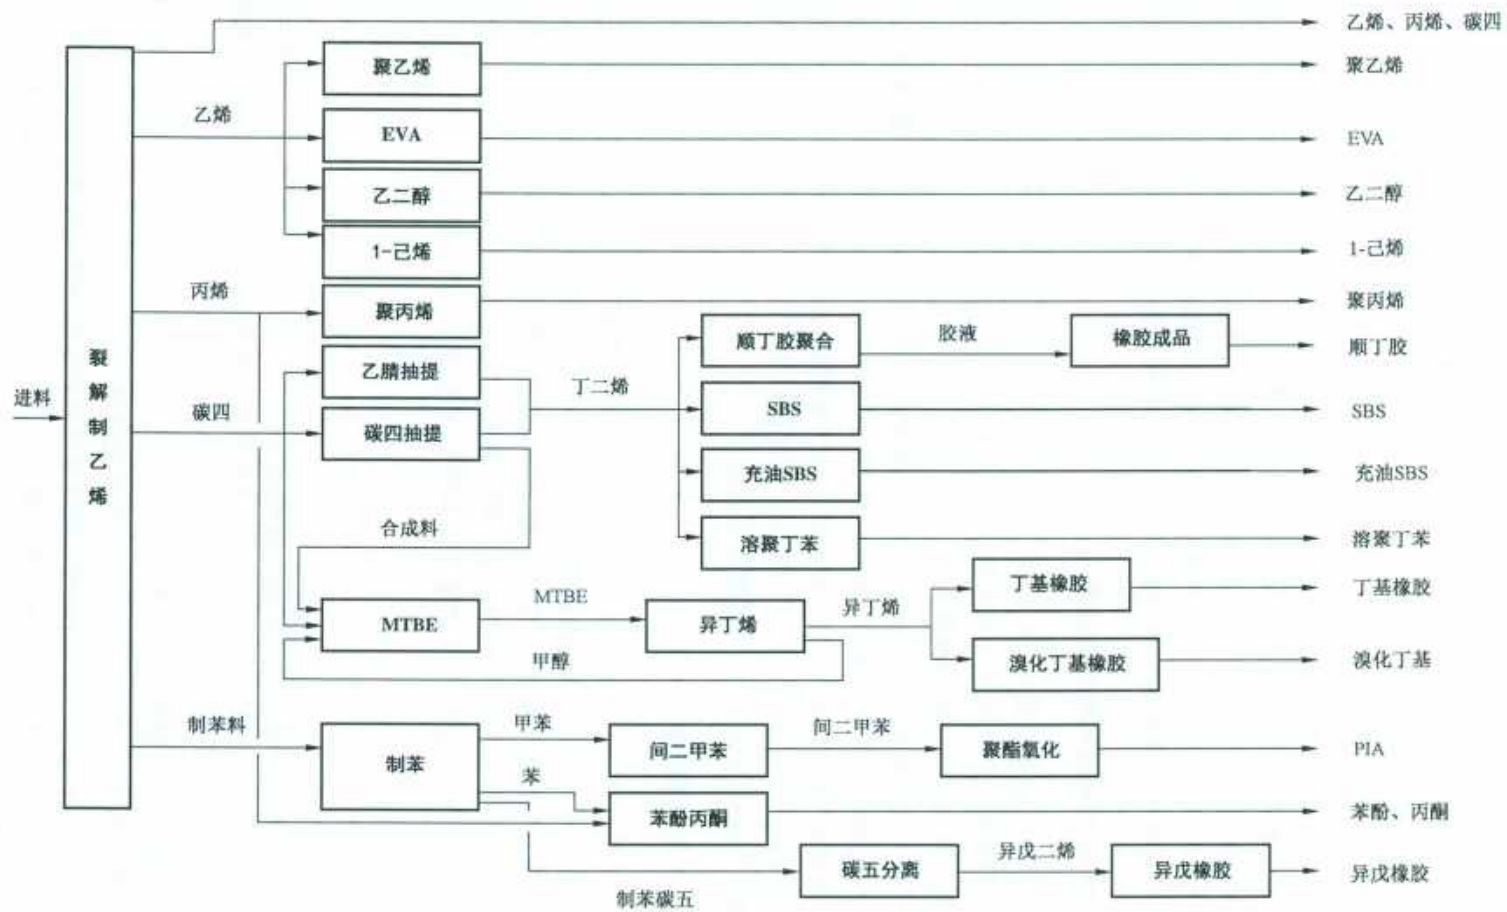 乙烯、丙烯、碳四
聚乙烯
聚乙烯
乙烯
EVA
EVA
乙二醇
乙二醇
1-己烯
1-己烯
丙烯
聚丙烯
聚丙烯
顺丁胶聚合
胶液
橡胶成品
顺丁胶
裂解制乙烯
进料
乙腈抽提
丁二烯
碳四
碳四抽提
SBS
SBS
充油SBS
充油SBS
合成料
溶聚丁苯
溶聚丁苯
丁基橡胶
丁基橡胶
MTBE
MTBE
异丁烯
异丁烯
甲醇
溴化丁基橡胶
溴化丁基
制苯料
制苯
甲苯
间二甲苯
间二甲苯
聚酯氧化
PIA
苯
苯酚丙酮
苯酚、丙酮
制苯碳五
碳五分离
异戊二烯
异戊橡胶
异戊橡胶